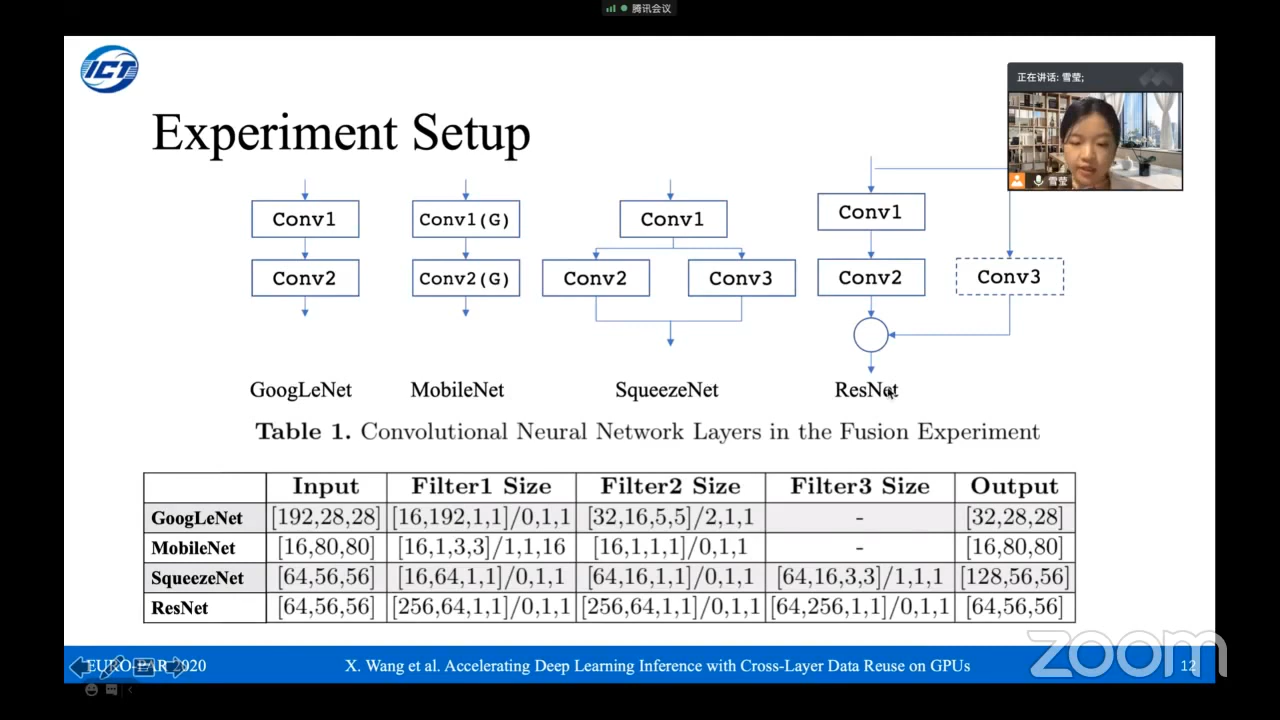 腾讯会议
ICT
正在讲话: 雪莹;
雪莹
Experiment Setup
Conv1
Conv2
Conv1(G)
Conv2(G)
Conv1
Conv2
Conv3
Conv1
Conv2
Conv3
GoogLeNet
MobileNet
SqueezeNet
ResNet
Table 1. Convolutional Neural Network Layers in the Fusion Experiment
Input Filter1 Size Filter2 Size Filter3 Size Output
GoogLeNet [192,28,28] [16,192,1,1]/0,1,1 [32,16,5,5]/2,1,1 - [32,28,28]
MobileNet [16,80,80] [16,1,3,3]/1,1,16 [16,1,1,1]/0,1,1 - [16,80,80]
SqueezeNet [64,56,56] [16,64,1,1]/0,1,1 [64,16,1,1]/0,1,1 [64,16,3,3]/1,1,1 [128,56,56]
ResNet [64,56,56] [256,64,1,1]/0,1,1 [256,64,1,1]/0,1,1 [64,256,1,1]/0,1,1 [64,56,56]
EURO-PAR 2020
X. Wang et al. Accelerating Deep Learning Inference with Cross-Layer Data Reuse on GPUs
12
zoom